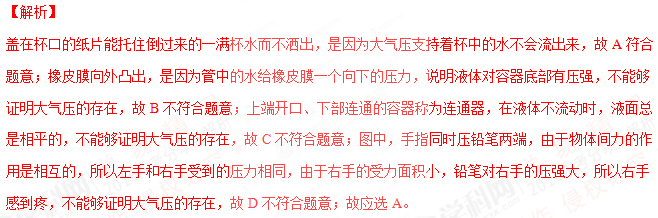 【解析】
盖在杯口的纸片能托住倒过来的一满杯水而不洒出，是因为大气压支持着杯中的水不会流出来，故 A 符合
题意；橡皮膜向外凸出，是因为管中的水给橡皮膜一个向下的压力，说明液体对容器底部有压强，不能够
证明大气压的存在，故 B 不符合题意；上端开口、下部连通的容器称为连通器，在液体不流动时，液面总
是相平的，不能够证明大气压的存在，故 C 不符合题意；图中，手指同时压铅笔两端，由于物体间力的作
用是相互的，所以左手和右手受到的压力相同，由于右手的受力面积小，铅笔对右手的压强大，所以右手
感到疼，不能够证明大气压的存在，故 D 不符合题意；故应选 A。